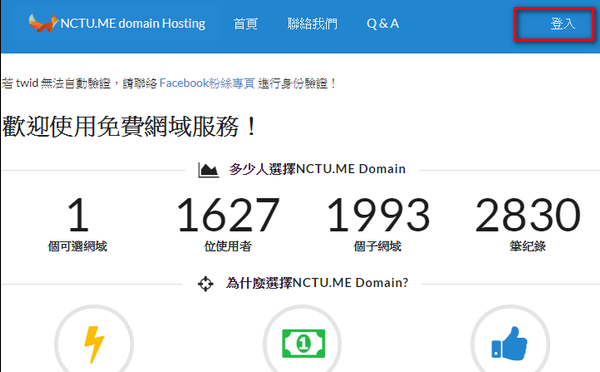 NCTU.ME domain Hosting 首頁 聯絡我們 Q & A 登入
若 twid 無法自動驗證，請聯絡 Facebook粉絲專頁 進行身份驗證！
歡迎使用免費網域服務！
多少人選擇NCTU.ME Domain
1 1627 1993 2830
個可選網域 位使用者 個子網域 筆紀錄
為什麼選擇NCTU.ME Domain?
1